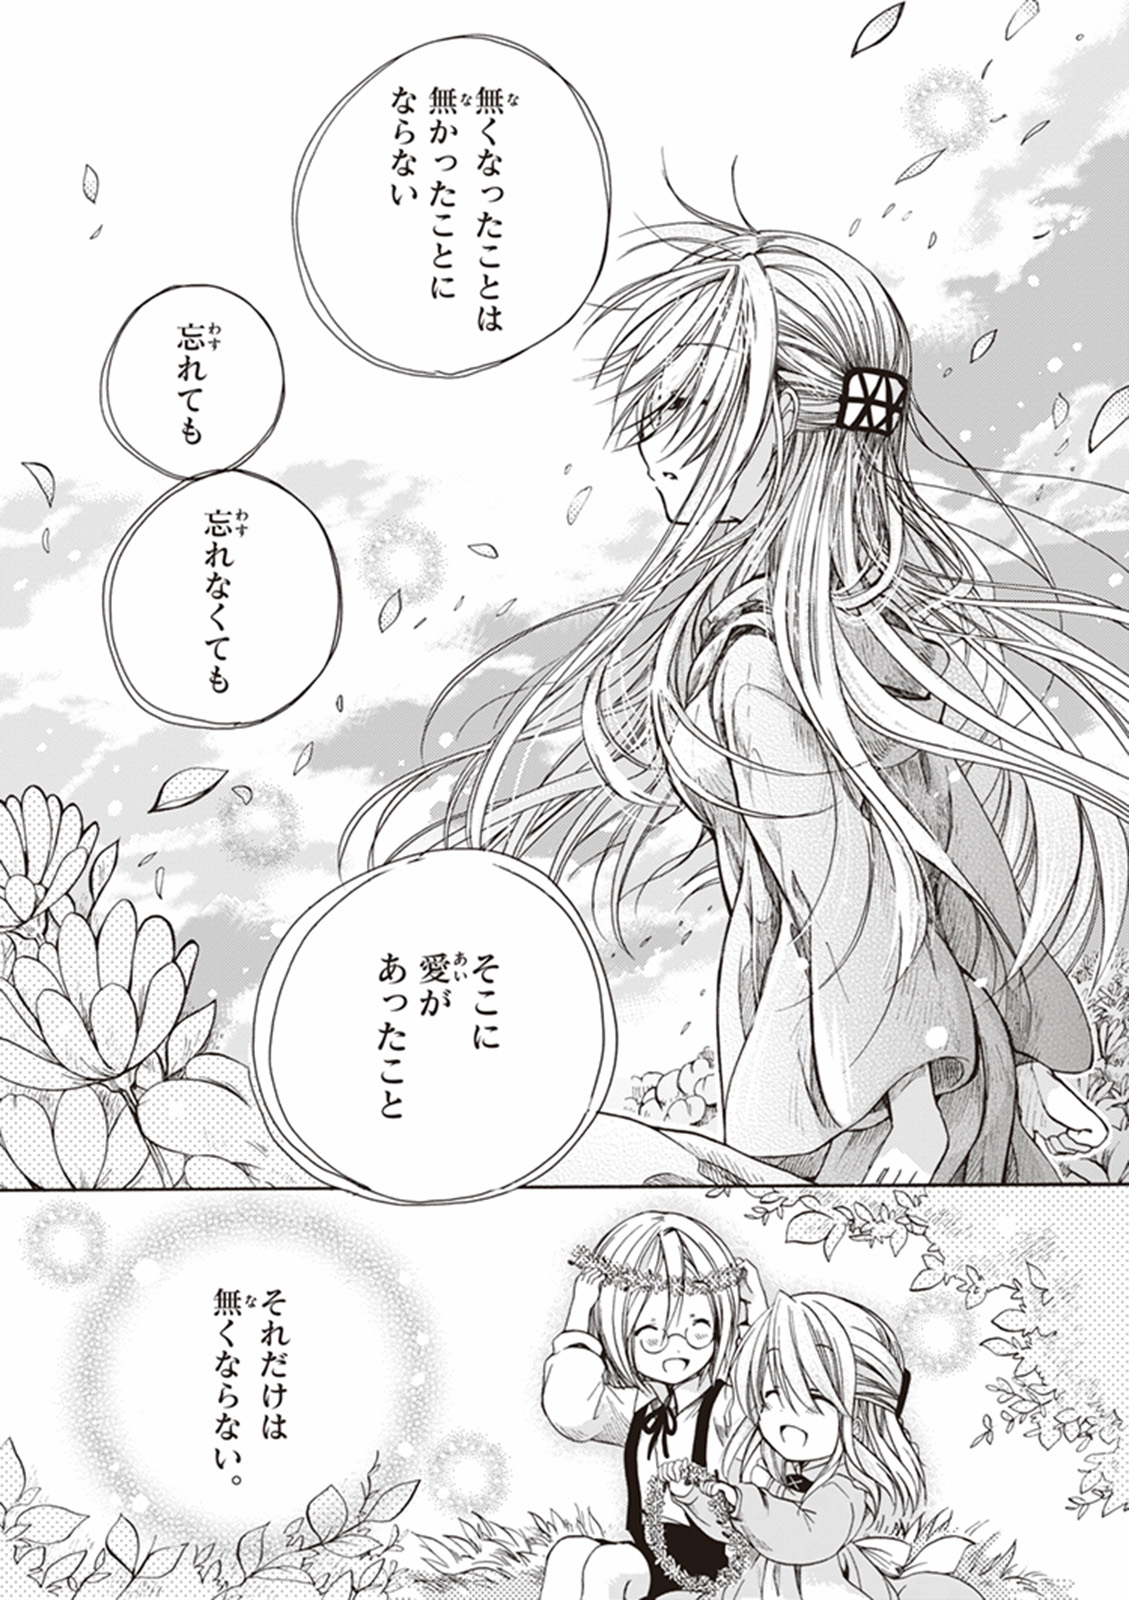 無くなったことは
無かったことに
ならない
忘れても
忘れなくても
そこに
愛が
あったこと
それだけは
無くならない。